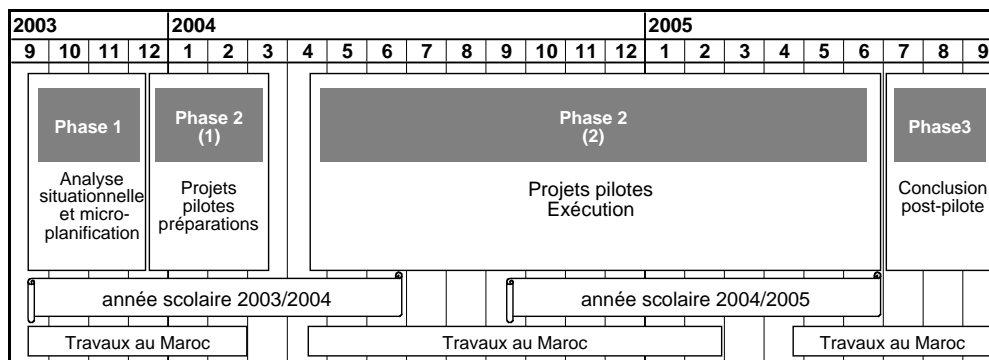 2003 2004 2005
9 10 11 12 1 2 3 4 5 6 7 8 9 10 11 12 1 2 3 4 5 6 7 8 9
Phase 1
Phase 2
(1)
Phase 2
(2)
Phase3
Analyse
situationnelle
et micro-
planification
Projets
pilotes
préparations
Projets pilotes
Exécution
Conclusion
post-pilote
année scolaire 2003/2004
année scolaire 2004/2005
Travaux au Maroc
Travaux au Maroc
Travaux au Maroc